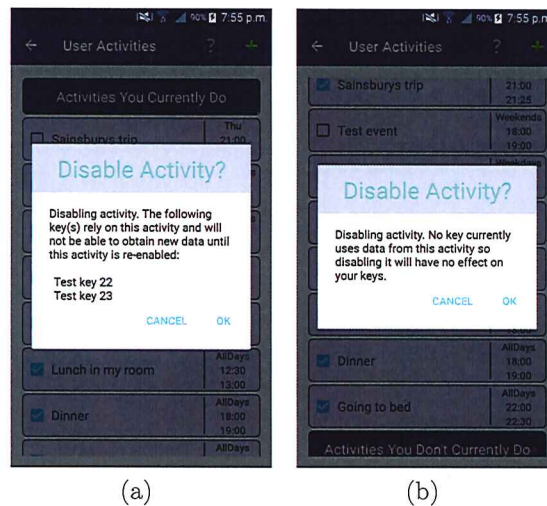 90% 7:55 p.m.
← User Activities ? +
Activities You Currently Do
Sainsburys trip
Thu
21:00
Disable Activity?
Disabling activity. The following
key(s) rely on this activity and will
not be able to obtain new data until
this activity is re-enabled:
Test key 22
Test key 23
CANCEL OK
Lunch in my room
AllDays
12:30
13:00
Dinner
AllDays
18:00
19:00
AllDays
(a)
90% 7:55 p.m
← User Activities ? +
Sainsburys trip
21:00
21:25
Test event
Weekends
18:00
19:00
Weekdays
Disable Activity?
Disabling activity. No key currently
uses data from this activity so
disabling it will have no effect on
your keys.
CANCEL OK
Dinner
AllDays
18:00
19:00
Going to bed
AllDays
22:00
22:30
Activities You Don't Currently Do
(b)